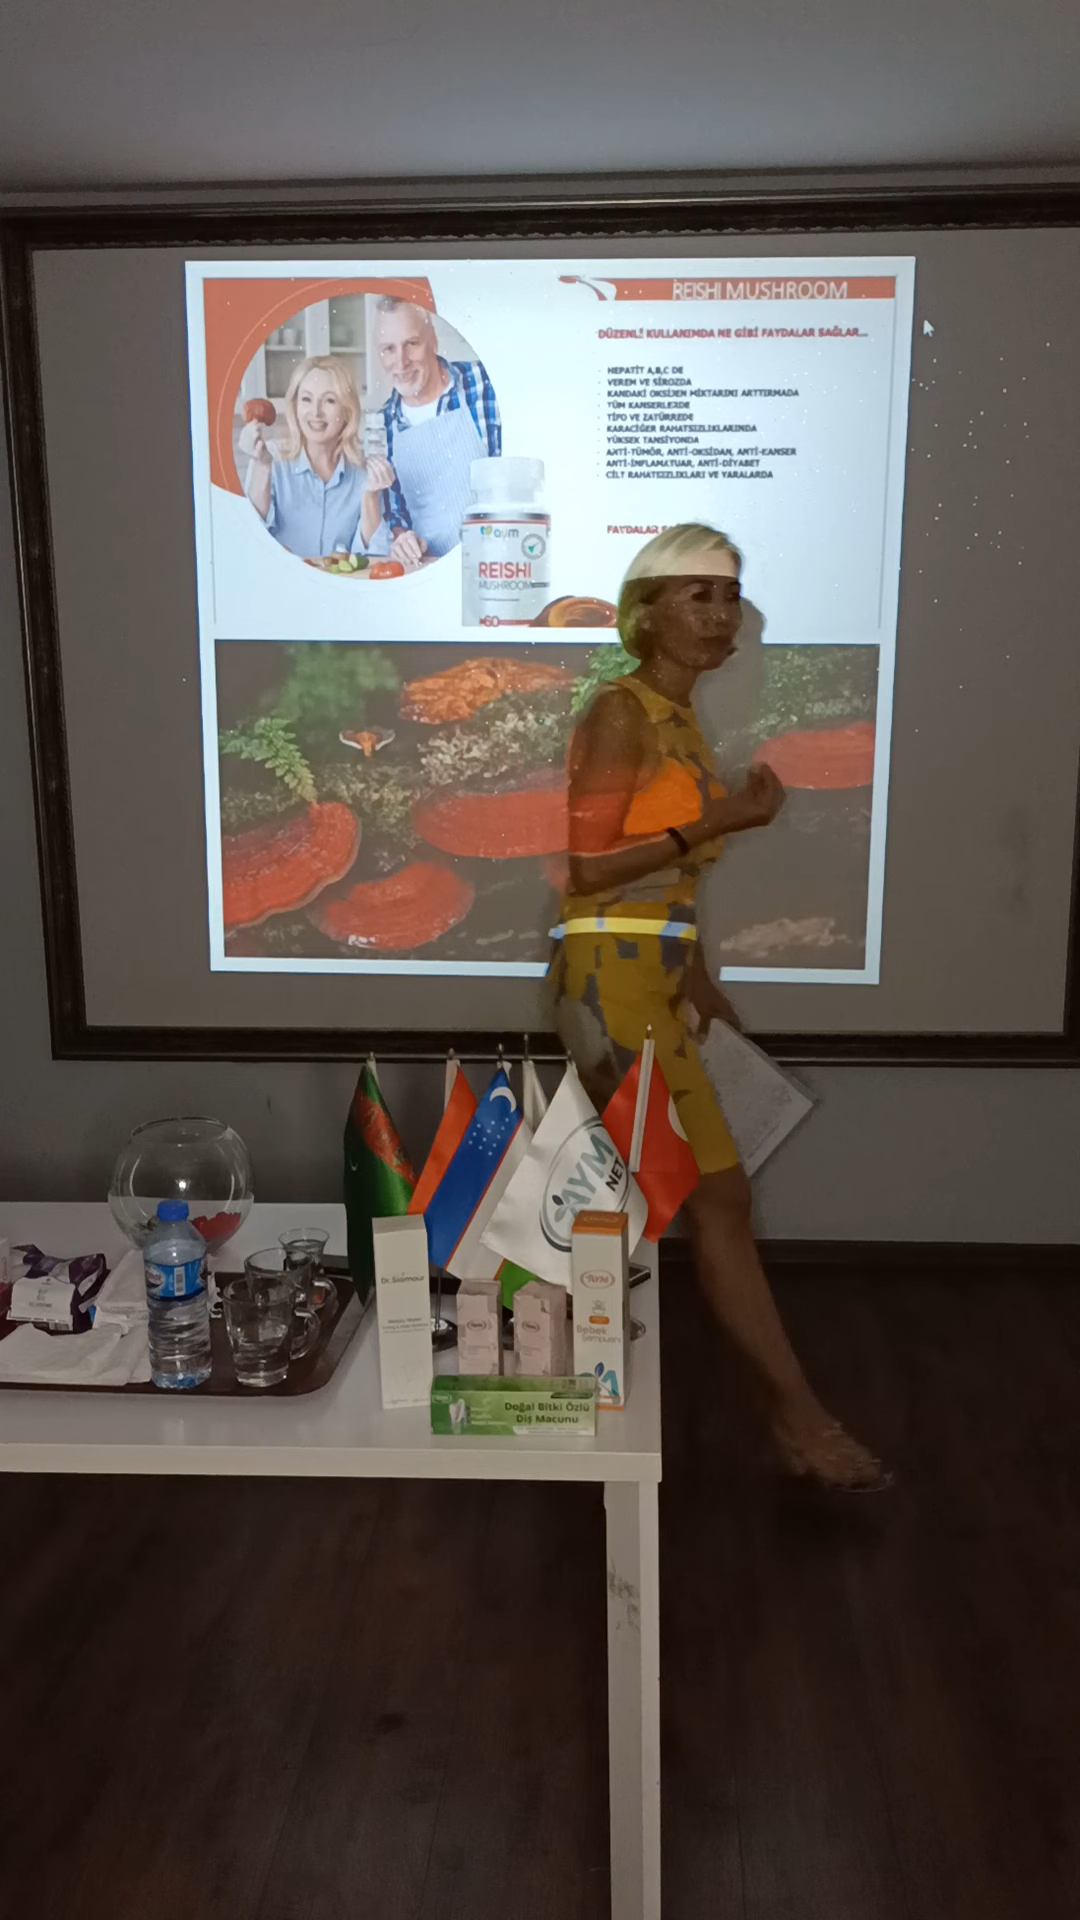 REISHI MUSHROOM
DÜZENLİ KULLANIMDA NE GİBİ FAYDALAR SAĞLAR...
· HEPATİT A,B,C DE
· VEREM VE SİROZDA
· KANDAKİ OKSİJEN MİKTARINI ARTTIRMADA
· TÜM KANSERLERDE
· TİFO VE ZATÜRREDE
· KARACİĞER RAHATSIZLIKLARINDA
· YÜKSEK TANSİYONDA
· ANTİ-TÜMÖR, ANTİ-OKSİDAN, ANTİ-KANSER
· ANTİ-İNFLAMATUAR, ANTİ-DİYABET
· CİLT RAHATSIZLIKLARI VE YARALARDA
FAYDALAR
aym
REISHI
MUSHROOM
60
AYM
NET
Dr. Siamour
Bebek
Şampuanı
Doğal Bitki Özlü
Diş Macunu